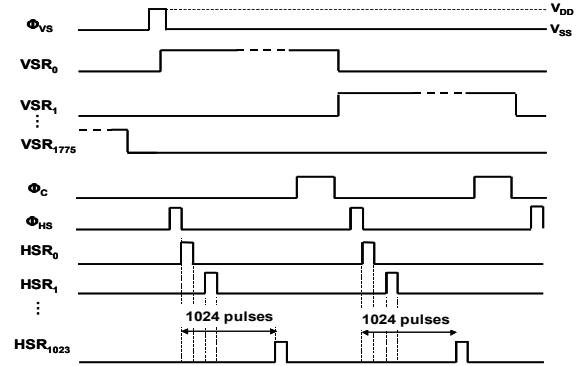 V_DD
Φ_VS
V_SS
VSR_0
VSR_1
⋮
VSR_1775
Φ_C
Φ_HS
HSR_0
HSR_1
⋮
1024 pulses 1024 pulses
HSR_1023